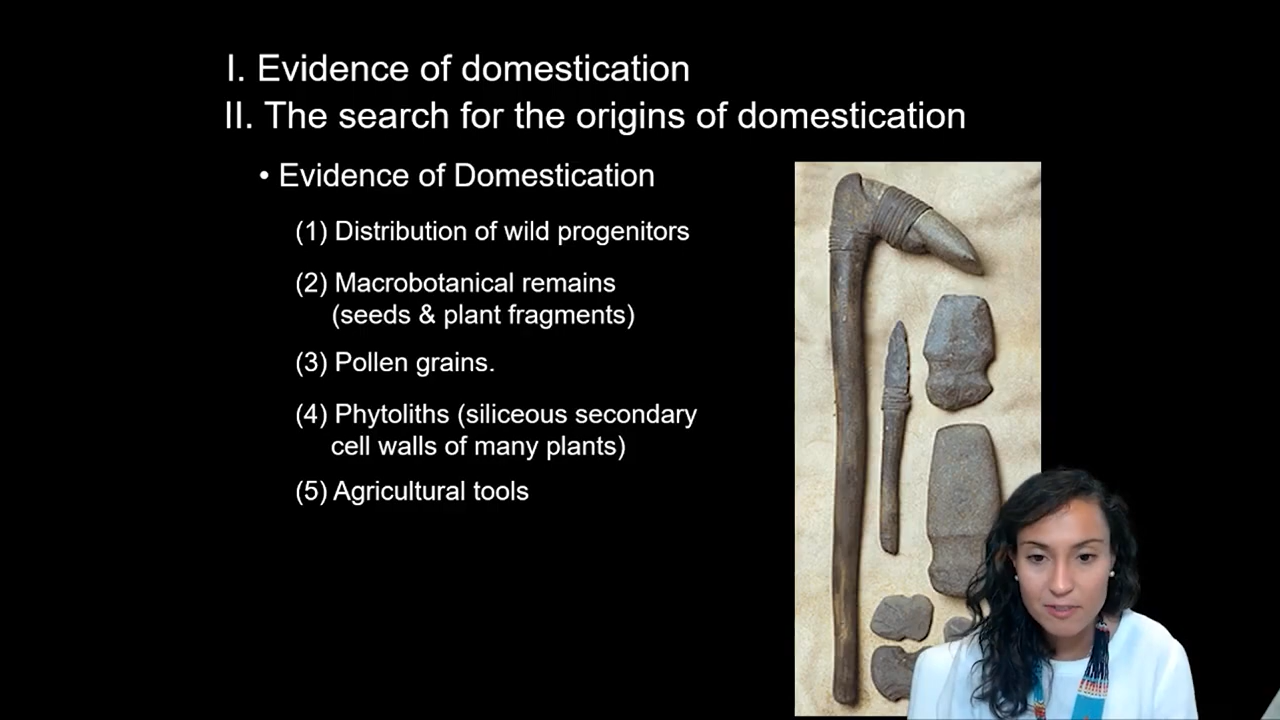 I. Evidence of domestication
II. The search for the origins of domestication
• Evidence of Domestication
(1) Distribution of wild progenitors
(2) Macrobotanical remains
(seeds & plant fragments)
(3) Pollen grains.
(4) Phytoliths (siliceous secondary
cell walls of many plants)
(5) Agricultural tools